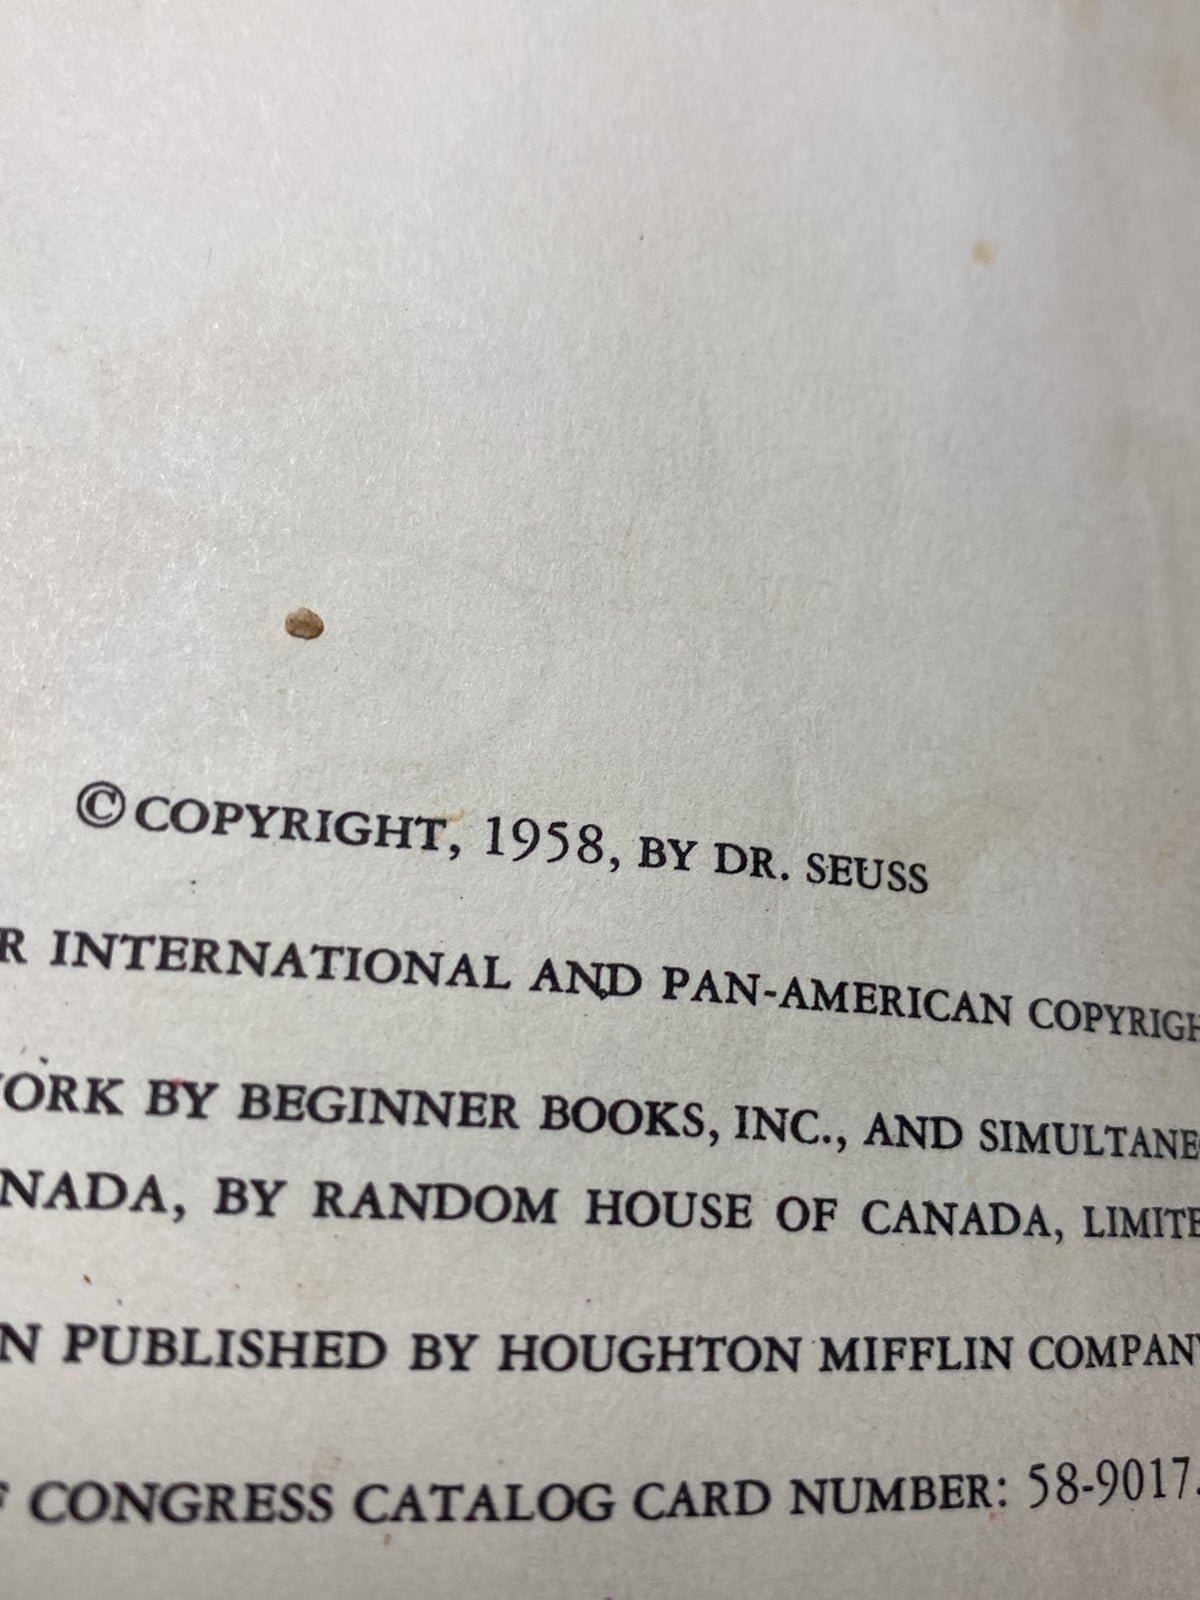 © COPYRIGHT, 1958, BY DR. SEUSS
R INTERNATIONAL AND PAN-AMERICAN COPYRIGH
ORK BY BEGINNER BOOKS, INC., AND SIMULTANE
NADA, BY RANDOM HOUSE OF CANADA, LIMITE
N PUBLISHED BY HOUGHTON MIFFLIN COMPANY
F CONGRESS CATALOG CARD NUMBER: 58-9017